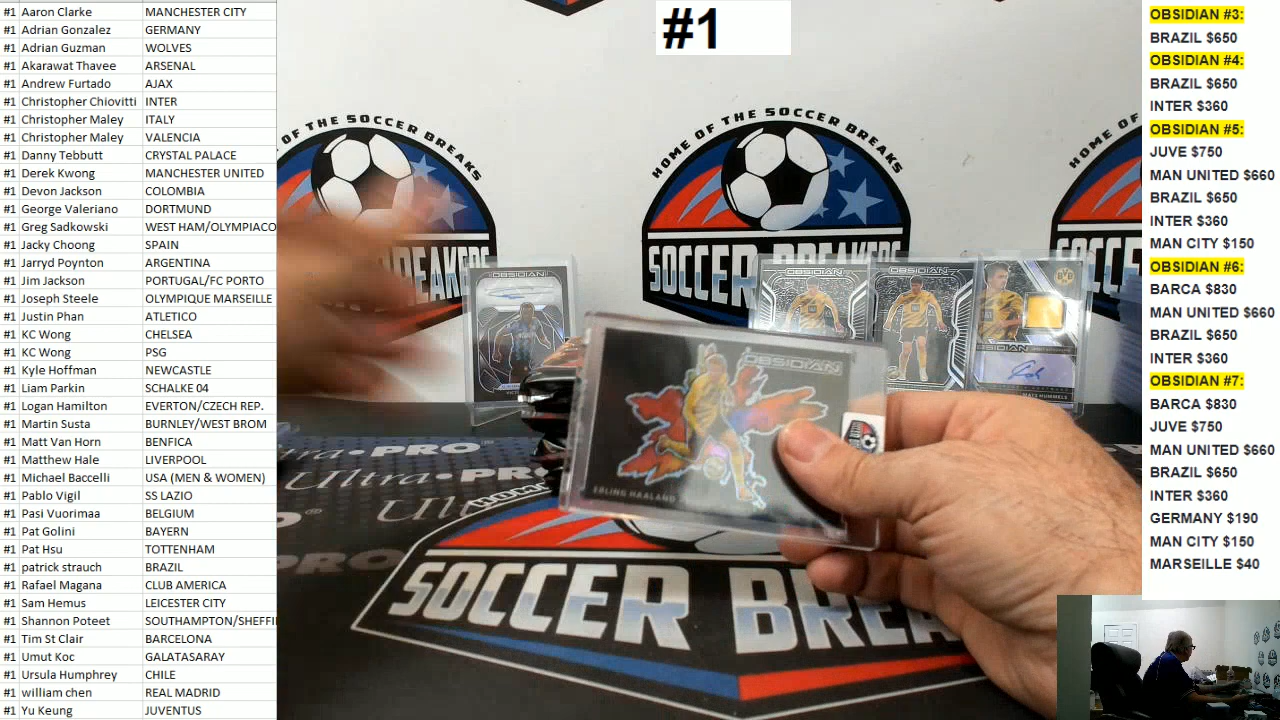 #1 Aaron Clarke MANCHESTER CITY
#1 Adrian Gonzalez GERMANY
#1 Adrian Guzman WOLVES
#1 Akarawat Thavee ARSENAL
#1 Andrew Furtado AJAX
#1 Christopher Chiovitti INTER
#1 Christopher Maley ITALY
#1 Christopher Maley VALENCIA
#1 Danny Tebbutt CRYSTAL PALACE
#1 Derek Kwong MANCHESTER UNITED
#1 Devon Jackson COLOMBIA
#1 George Valeriano DORTMUND
#1 Greg Sadkowski WEST HAM/OLYMPIACO
#1 Jacky Choong SPAIN
#1 Jarryd Poynton ARGENTINA
#1 Jim Jackson PORTUGAL/FC PORTO
#1 Joseph Steele OLYMPIQUE MARSEILLE
#1 Justin Phan ATLETICO
#1 KC Wong CHELSEA
#1 KC Wong PSG
#1 Kyle Hoffman NEWCASTLE
#1 Liam Parkin SCHALKE 04
#1 Logan Hamilton EVERTON/CZECH REP.
#1 Martin Susta BURNLEY/WEST BROM
#1 Matt Van Horn BENFICA
#1 Matthew Hale LIVERPOOL
#1 Michael Baccelli USA (MEN & WOMEN)
#1 Pablo Vigil SS LAZIO
#1 Pasi Vuorimaa BELGIUM
#1 Pat Golini BAYERN
#1 Pat Hsu TOTTENHAM
#1 patrick strauch BRAZIL
#1 Rafael Magana CLUB AMERICA
#1 Sam Hemus LEICESTER CITY
#1 Shannon Poteet SOUTHAMPTON/SHEFFI
#1 Tim St Clair BARCELONA
#1 Umut Koc GALATASARAY
#1 Ursula Humphrey CHILE
#1 william chen REAL MADRID
#1 Yu Keung JUVENTUS
#1
OF THE SOCCER BREAKS
BREAKERS
HOME OF THE SOCCER BREAKS
SOCCER BREAKERS
HOME OF
SOC
OBSIDIAN
OBSIDIAN
OBSIDIAN
OBSIDIAN
MATS HUMMELS
OBSIDIAN
ERLING HAALAND
Ultra·PRO
SOCCER BREA
OBSIDIAN #3:
BRAZIL $650
OBSIDIAN #4:
BRAZIL $650
INTER $360
OBSIDIAN #5:
JUVE $750
MAN UNITED $660
BRAZIL $650
INTER $360
MAN CITY $150
OBSIDIAN #6:
BARCA $830
MAN UNITED $660
BRAZIL $650
INTER $360
OBSIDIAN #7:
BARCA $830
JUVE $750
MAN UNITED $660
BRAZIL $650
INTER $360
GERMANY $190
MAN CITY $150
MARSEILLE $40